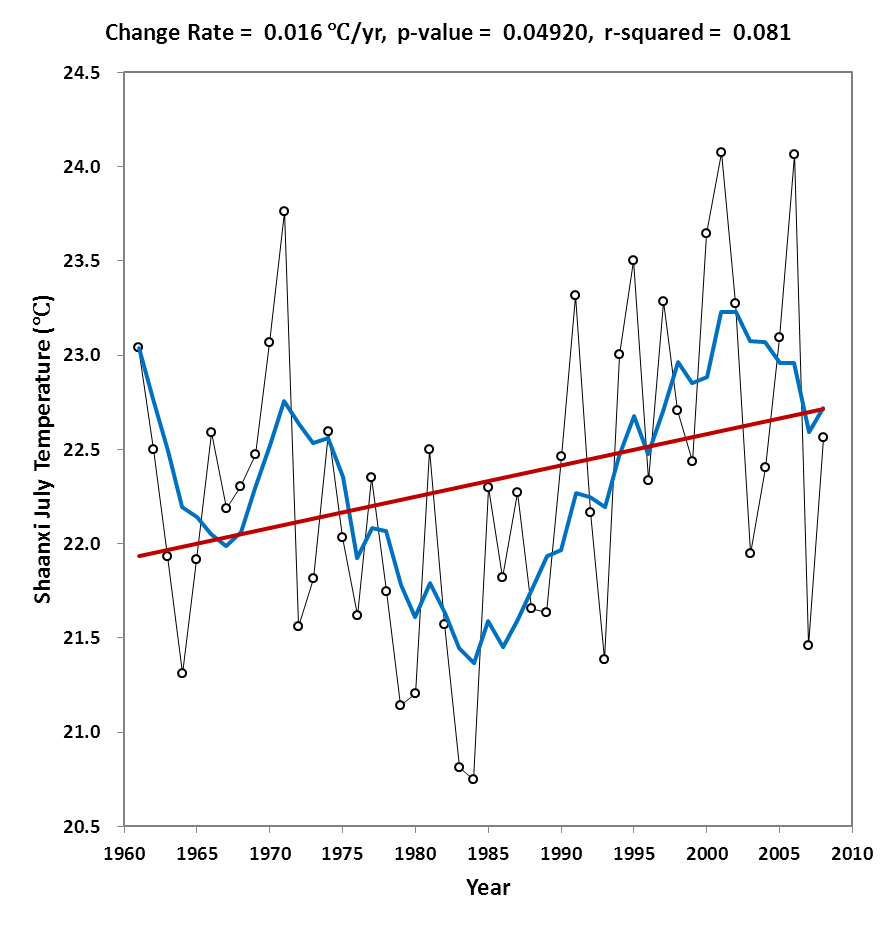 Change Rate = 0.016 ℃/yr, p-value = 0.04920, r-squared = 0.081
24.5
24.0
23.5
23.0
22.5
22.0
21.5
21.0
20.5
Shaanxi July Temperature (℃)
1960 1965 1970 1975 1980 1985 1990 1995 2000 2005 2010
Year